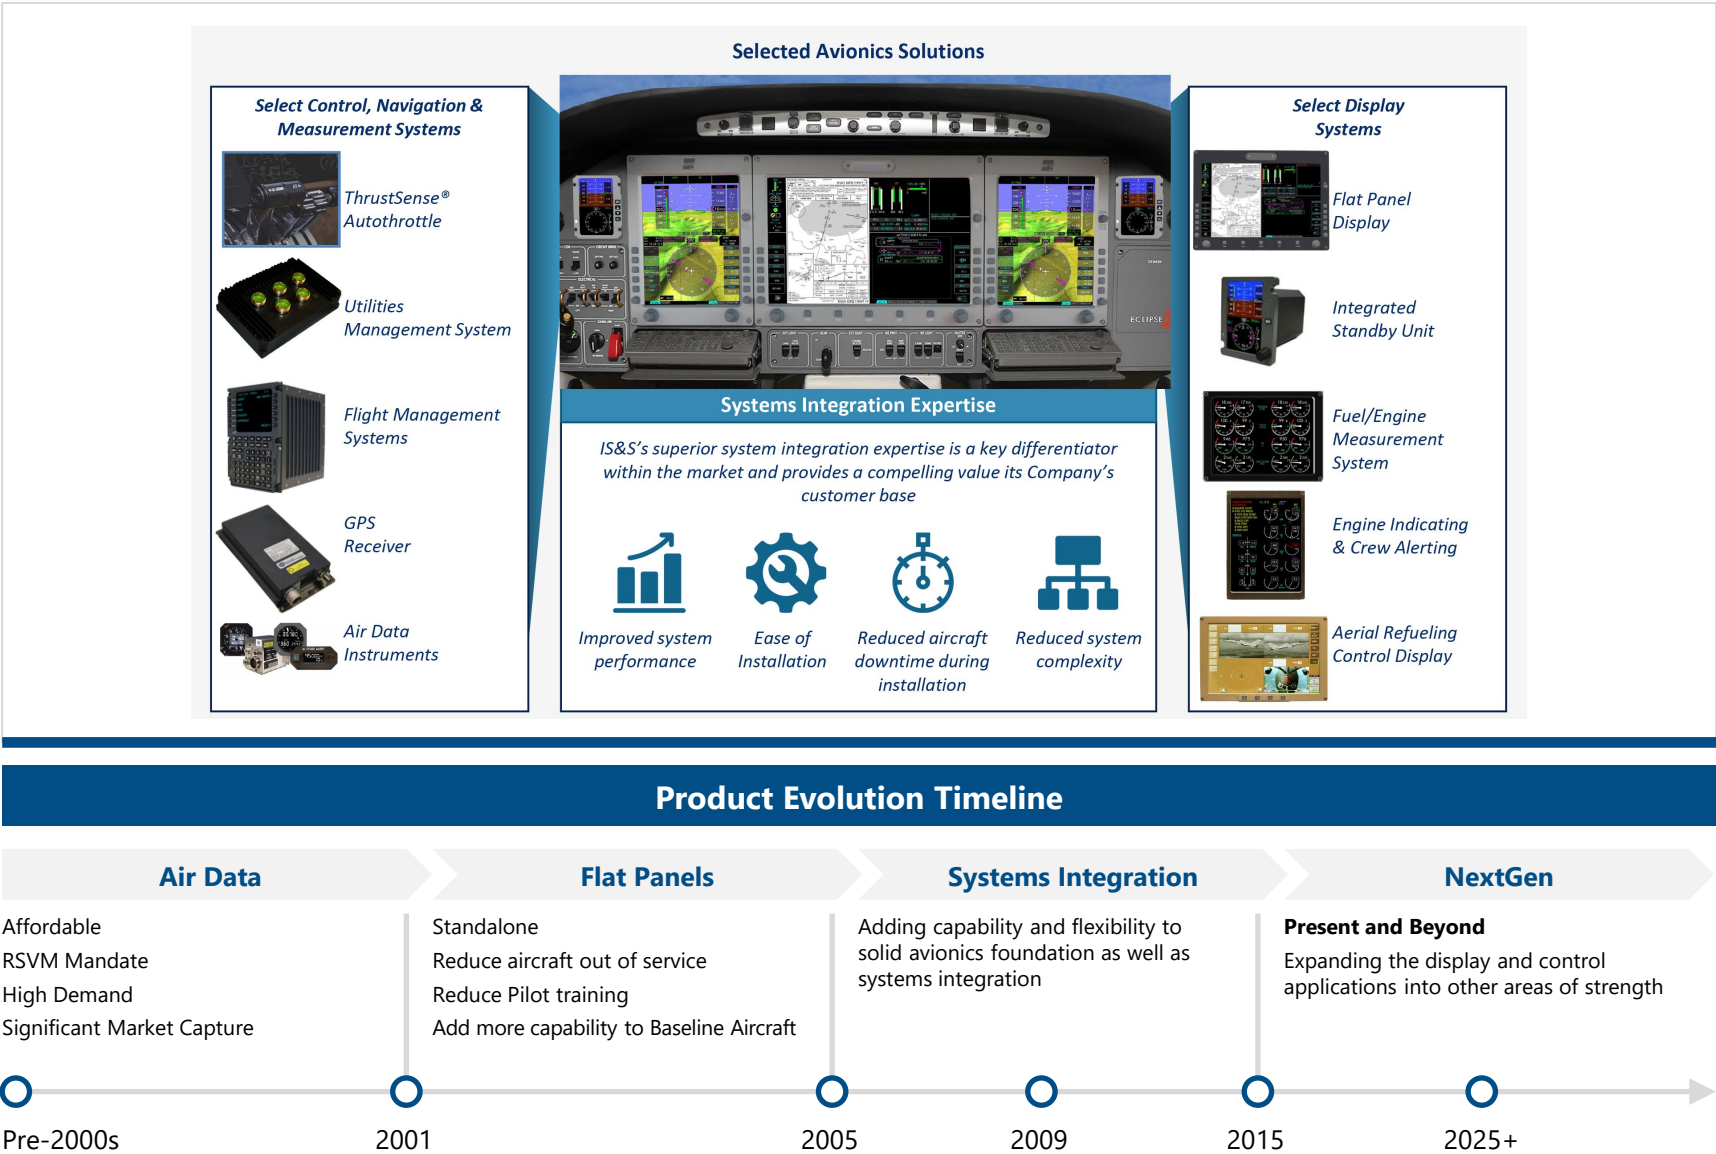 Selected Avionics Solutions
Select Control, Navigation &
Measurement Systems
ThrustSense®
Autothrottle
Utilities
Management System
Flight Management
Systems
GPS
Receiver
Air Data
Instruments
ECLIPSE
Systems Integration Expertise
IS&S's superior system integration expertise is a key differentiator
within the market and provides a compelling value its Company's
customer base
Improved system
performance
Ease of
Installation
Reduced aircraft
downtime during
installation
Reduced system
complexity
Select Display
Systems
Flat Panel
Display
Integrated
Standby Unit
Fuel/Engine
Measurement
System
Engine Indicating
& Crew Alerting
Aerial Refueling
Control Display
Product Evolution Timeline
Air Data
Affordable
RSVM Mandate
High Demand
Significant Market Capture
Flat Panels
Standalone
Reduce aircraft out of service
Reduce Pilot training
Add more capability to Baseline Aircraft
Systems Integration
Adding capability and flexibility to
solid avionics foundation as well as
systems integration
NextGen
Present and Beyond
Expanding the display and control
applications into other areas of strength
Pre-2000s
2001
2005
2009
2015
2025+